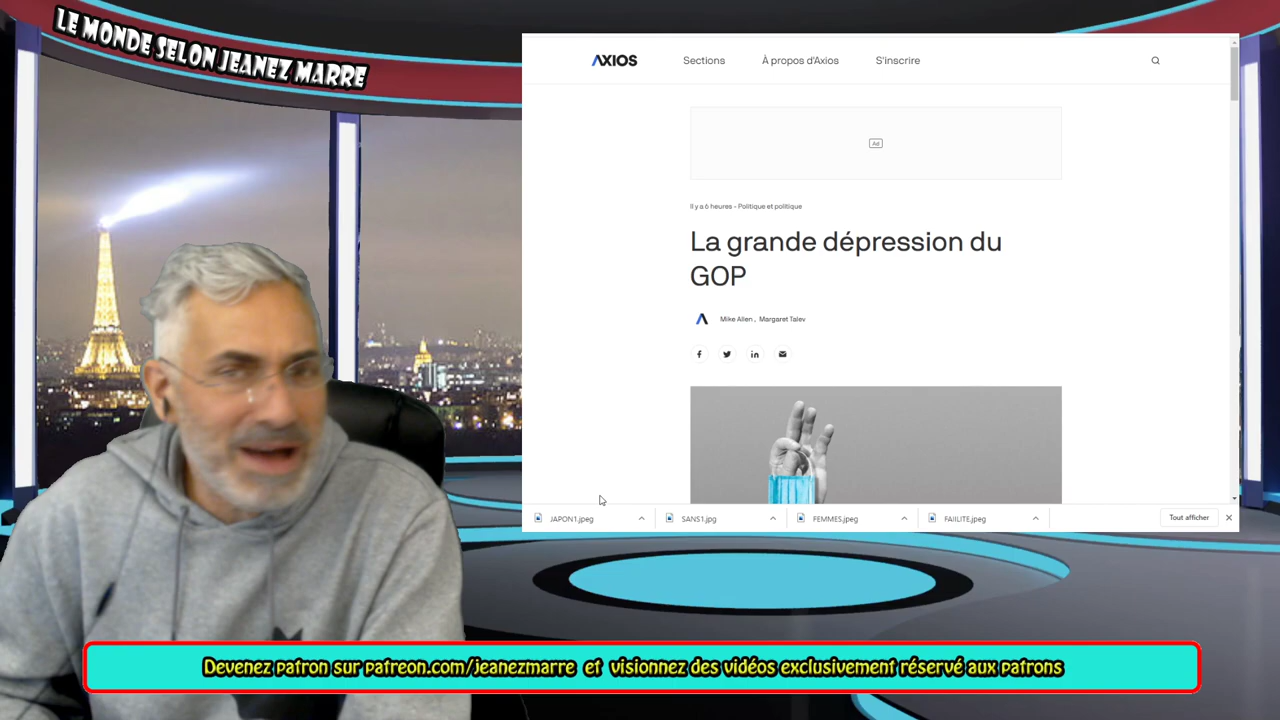 LE MONDE SELON JEANEZ MARRE
AXIOS
Sections
À propos d'Axios
S'inscrire
Ad
Il y a 6 heures - Politique et politique
La grande dépression du
GOP
Mike Allen , Margaret Talev
JAPON1.jpeg
SANS1.jpg
FEMMES.jpeg
FAIILITE.jpeg
Tout afficher
Devenez patron sur patreon.com/jeanezmarre et visionnez des vidéos exclusivement réservé aux patrons